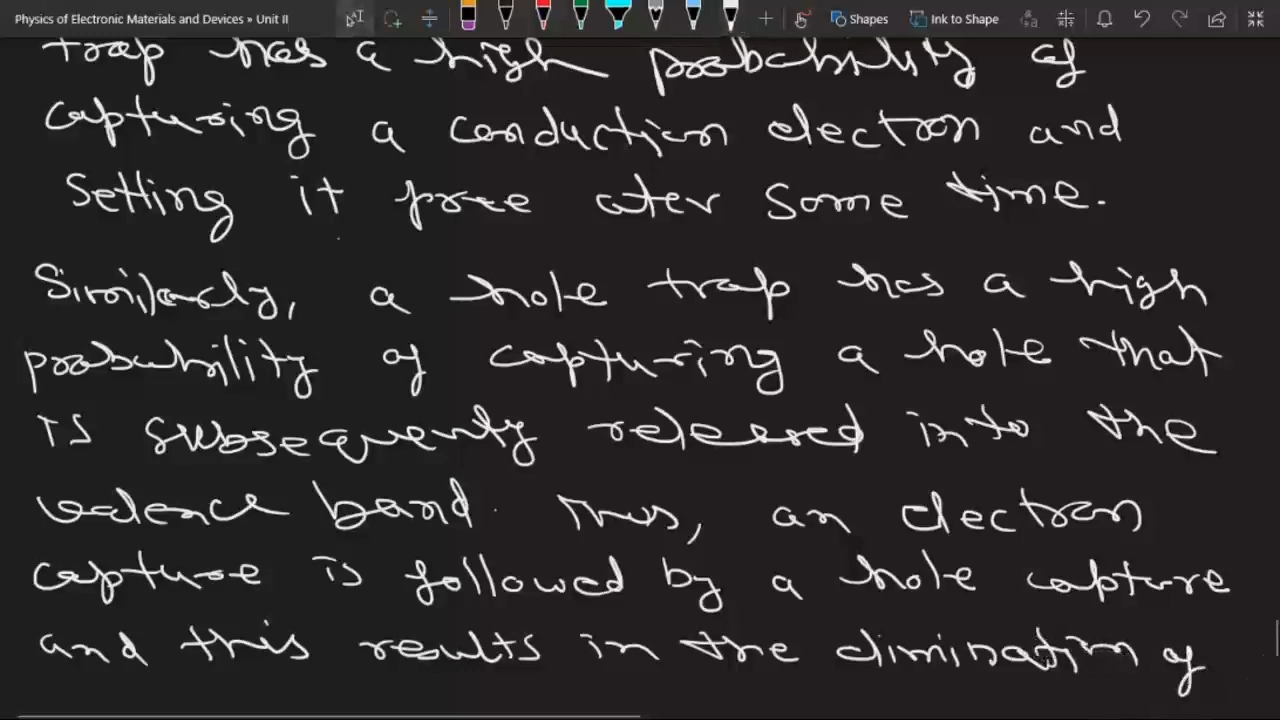 Physics of Electronic Materials and Devices » Unit II
Shapes
Ink to Shape
trap has a high probability of
capturing a conduction electron and
setting it free ater some time.
Similarly, a hole trap has a high
probability of capturing a hole that
is subsequently released into the
valence band. Thus, an electron
capture is followed by a hole capture
and this results in the elimination of